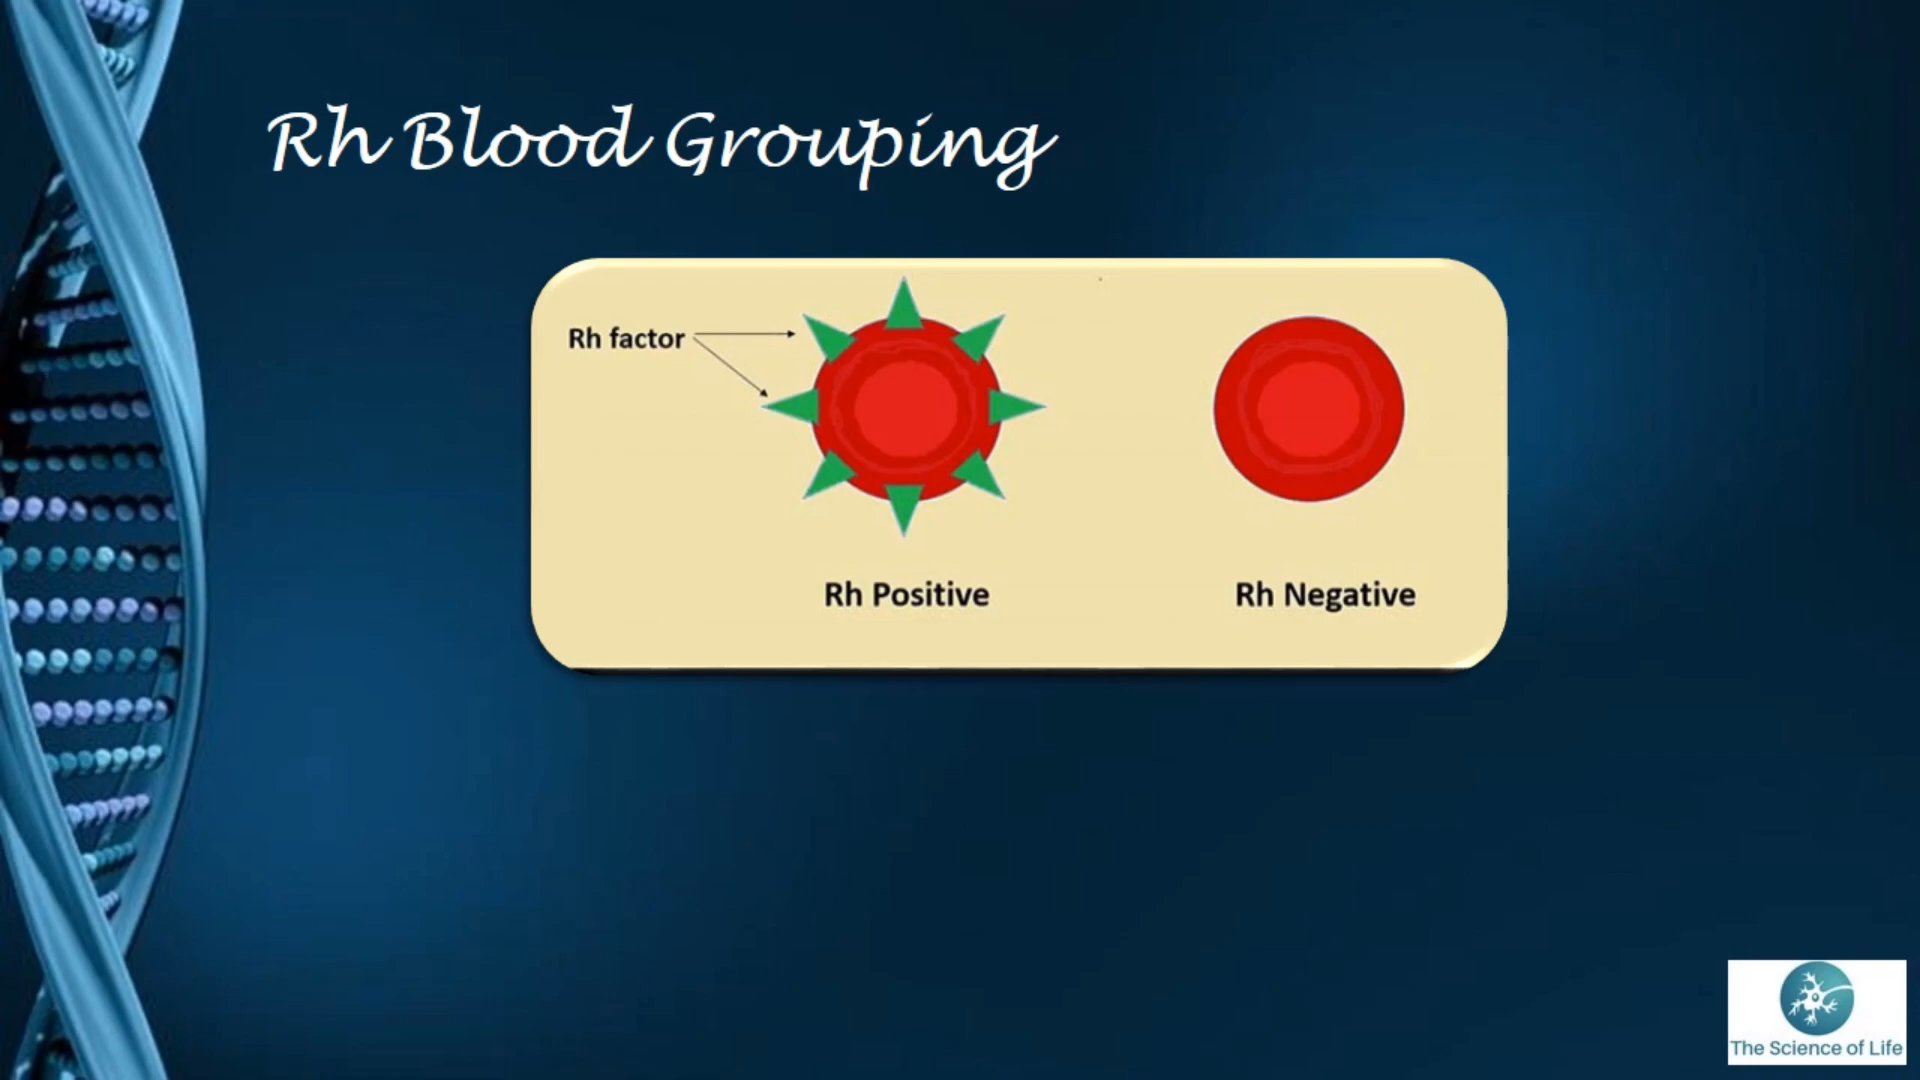 Rh Blood Grouping
Rh factor
Rh Positive
Rh Negative
The Science of Life